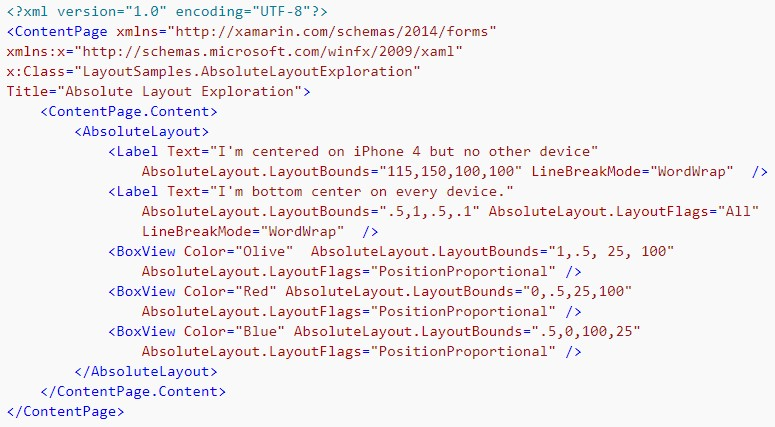 <?xml version="1.0" encoding="UTF-8"?>
<ContentPage xmlns="http://xamarin.com/schemas/2014/forms"
xmlns:x="http://schemas.microsoft.com/winfx/2009/xaml"
x:Class="LayoutSamples.AbsoluteLayoutExploration"
Title="Absolute Layout Exploration">
    <ContentPage.Content>
        <AbsoluteLayout>
            <Label Text="I'm centered on iPhone 4 but no other device"
                AbsoluteLayout.LayoutBounds="115,150,100,100" LineBreakMode="WordWrap"  />
            <Label Text="I'm bottom center on every device."
                AbsoluteLayout.LayoutBounds=".5,1,.5,.1" AbsoluteLayout.LayoutFlags="All"
                LineBreakMode="WordWrap"  />
            <BoxView Color="Olive"  AbsoluteLayout.LayoutBounds="1,.5, 25, 100"
                AbsoluteLayout.LayoutFlags="PositionProportional" />
            <BoxView Color="Red" AbsoluteLayout.LayoutBounds="0,.5,25,100"
                AbsoluteLayout.LayoutFlags="PositionProportional" />
            <BoxView Color="Blue" AbsoluteLayout.LayoutBounds=".5,0,100,25"
                AbsoluteLayout.LayoutFlags="PositionProportional" />
        </AbsoluteLayout>
    </ContentPage.Content>
</ContentPage>